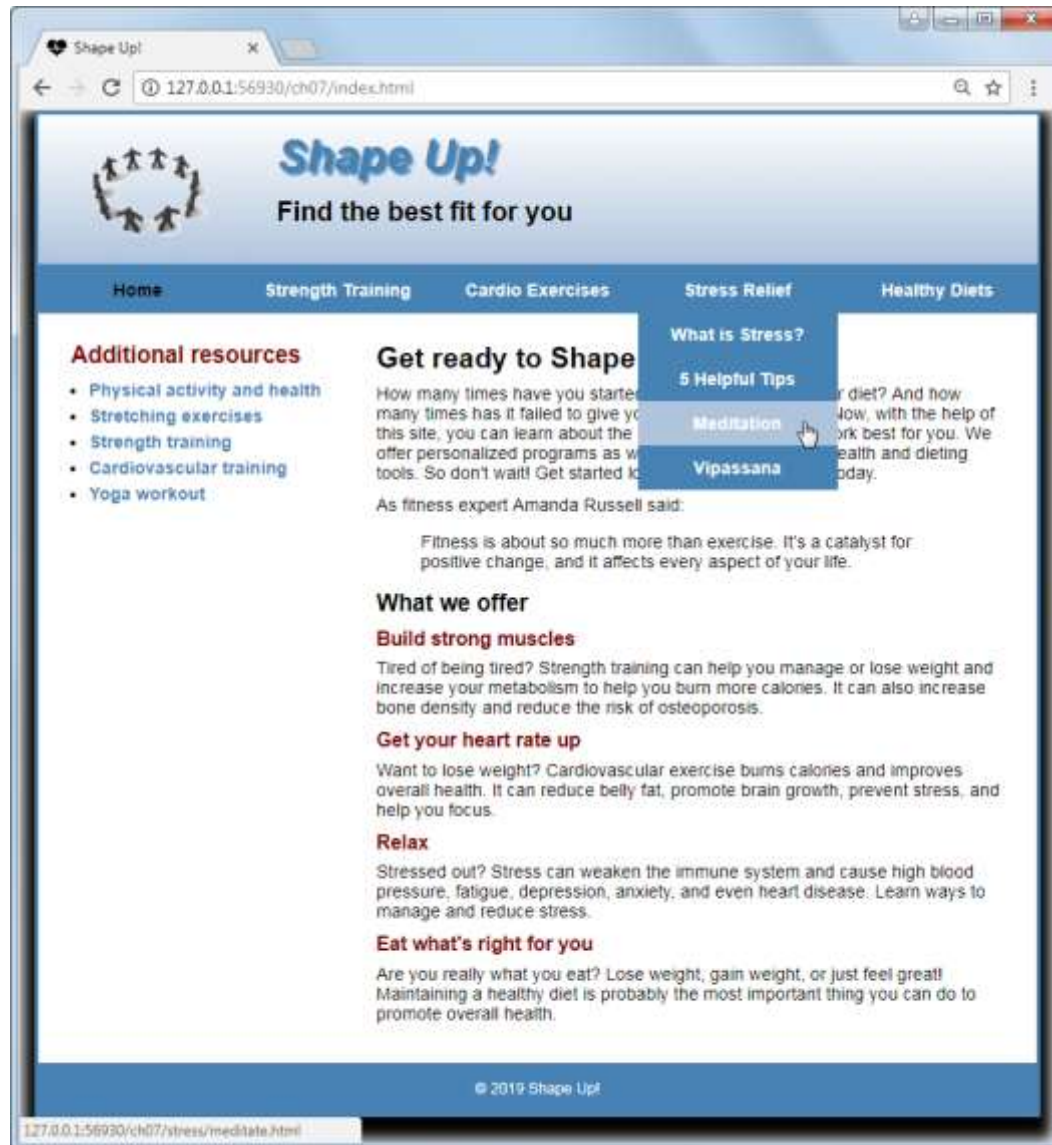 Shape Up!
127.0.0.1:56930/ch07/index.html
Shape Up!
Find the best fit for you
Home Strength Training Cardio Exercises Stress Relief Healthy Diets
What is Stress?
5 Helpful Tips
Meditation
Vipassana
Additional resources
Physical activity and health
Stretching exercises
Strength training
Cardiovascular training
Yoga workout
Get ready to Shape
How many times have you started diet? And how
many times has it failed to give Now, with the help of
this site, you can learn about the best for you. We
offer personalized programs as and dieting
tools. So don't wait! Get started
As fitness expert Amanda Russell said:
Fitness is about so much more than exercise. It's a catalyst for
positive change, and it affects every aspect of your life.
What we offer
Build strong muscles
Tired of being tired? Strength training can help you manage or lose weight and
increase your metabolism to help you burn more calories. It can also increase
bone density and reduce the risk of osteoporosis.
Get your heart rate up
Want to lose weight? Cardiovascular exercise burns calories and improves
overall health. It can reduce belly fat, promote brain growth, prevent stress, and
help you focus.
Relax
Stressed out? Stress can weaken the immune system and cause high blood
pressure, fatigue, depression, anxiety, and even heart disease. Learn ways to
manage and reduce stress.
Eat what's right for you
Are you really what you eat? Lose weight, gain weight, or just feel great!
Maintaining a healthy diet is probably the most important thing you can do to
promote overall health.
© 2019 Shape Up!
127.0.0.1:56930/ch07/stress/meditate.html